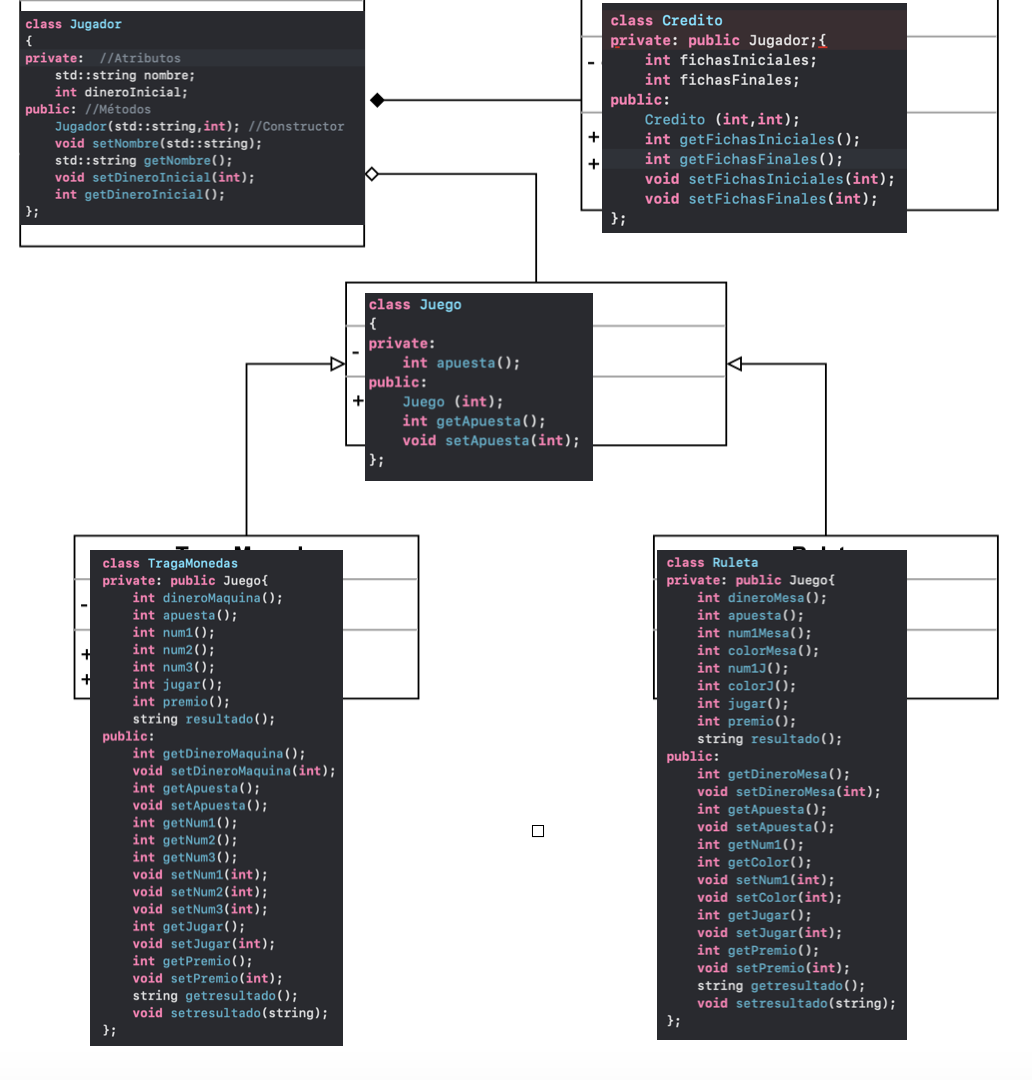 class Jugador
{
private:  //Atributos
    std::string nombre;
    int dineroInicial;
public: //Métodos
    Jugador(std::string,int); //Constructor
    void setNombre(std::string);
    std::string getNombre();
    void setDineroInicial(int);
    int getDineroInicial();
};
class Credito
private: public Jugador;{
-    int fichasIniciales;
    int fichasFinales;
public:
    Credito (int,int);
+    int getFichasIniciales();
+    int getFichasFinales();
    void setFichasIniciales(int);
    void setFichasFinales(int);
};
class Juego
{
private:
-    int apuesta();
public:
+    Juego (int);
    int getApuesta();
    void setApuesta(int);
};
class TragaMonedas
private: public Juego{
-    int dineroMaquina();
    int apuesta();
    int num1();
+    int num2();
    int num3();
+    int jugar();
    int premio();
    string resultado();
public:
    int getDineroMaquina();
    void setDineroMaquina(int);
    int getApuesta();
    void setApuesta();
    int getNum1();
    int getNum2();
    int getNum3();
    void setNum1(int);
    void setNum2(int);
    void setNum3(int);
    int getJugar();
    void setJugar(int);
    int getPremio();
    void setPremio(int);
    string getresultado();
    void setresultado(string);
};
class Ruleta
private: public Juego{
    int dineroMesa();
    int apuesta();
    int num1Mesa();
    int colorMesa();
    int num1J();
    int colorJ();
    int jugar();
    int premio();
    string resultado();
public:
    int getDineroMesa();
    void setDineroMesa(int);
    int getApuesta();
    void setApuesta();
    int getNum1();
    int getColor();
    void setNum1(int);
    void setColor(int);
    int getJugar();
    void setJugar(int);
    int getPremio();
    void setPremio(int);
    string getresultado();
    void setresultado(string);
};